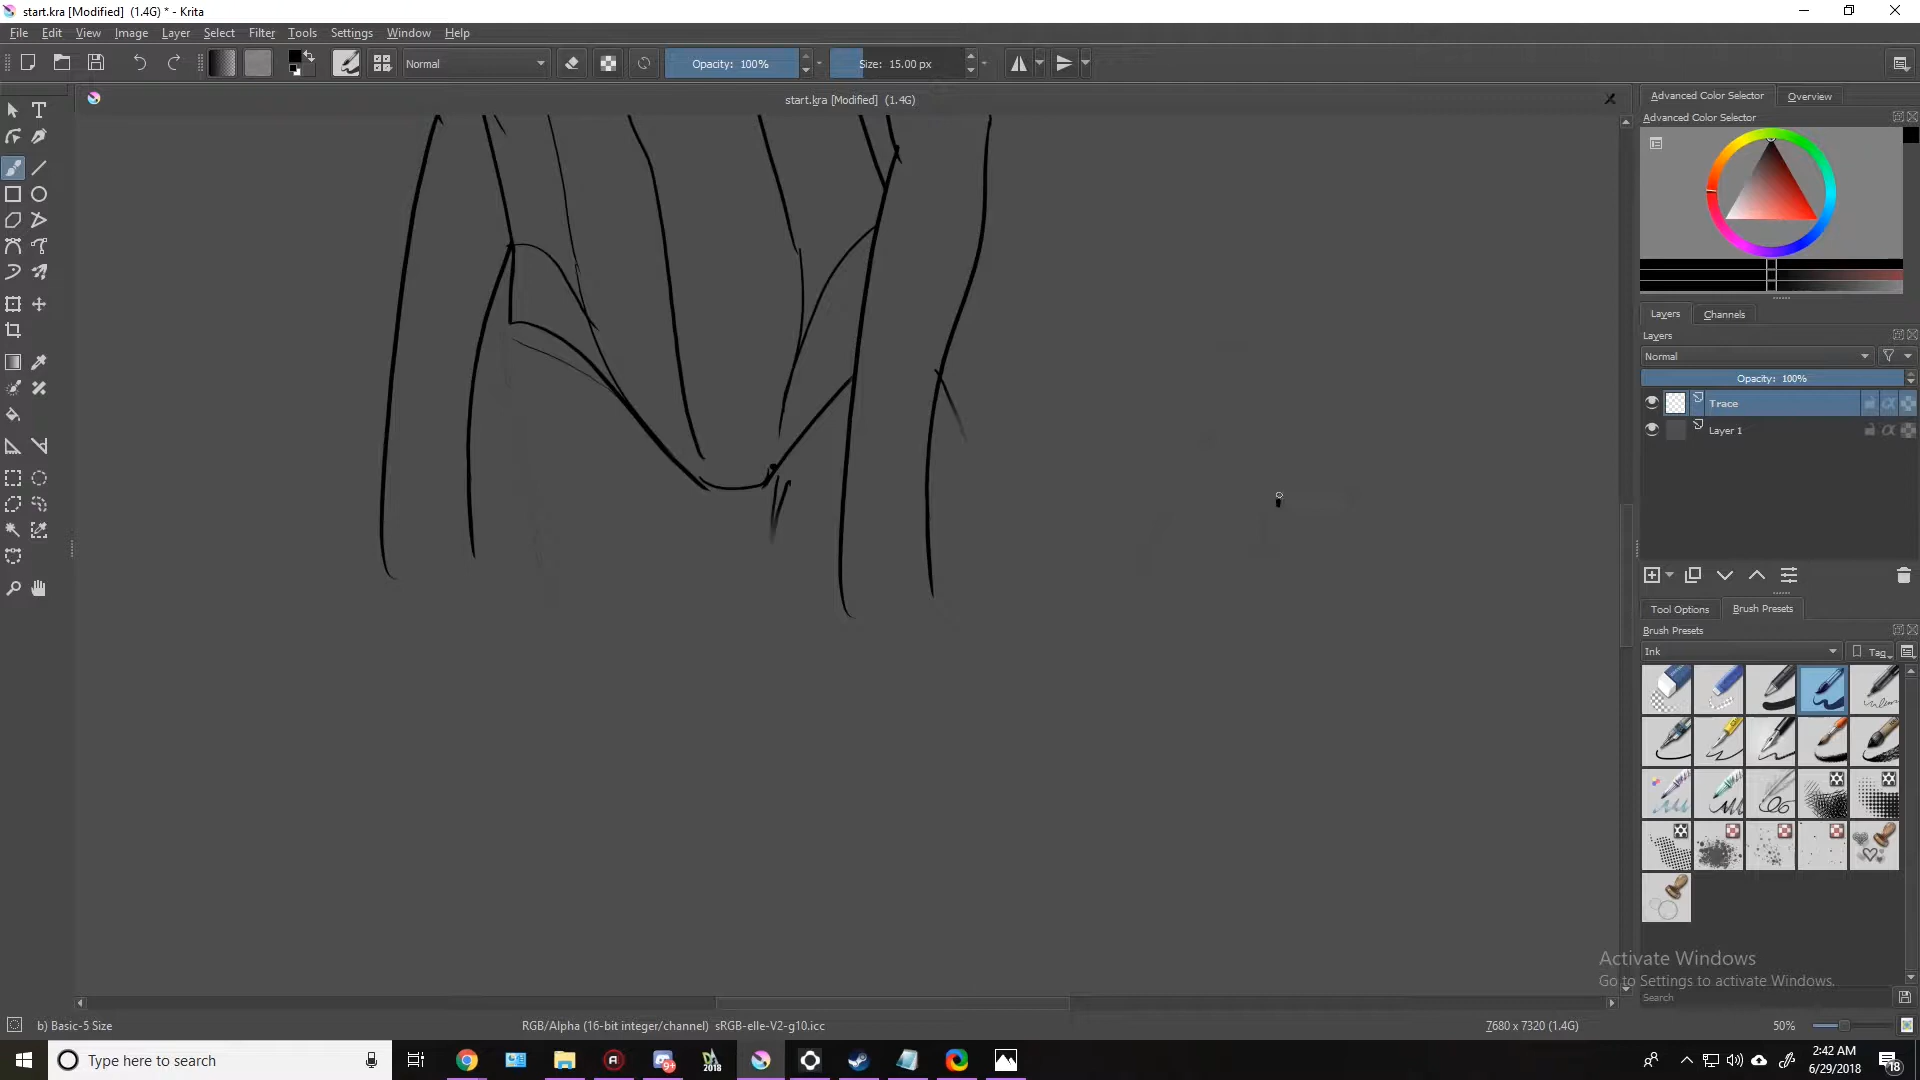 start.kra [Modified]  (1.4G) * - Krita
File Edit View Image Layer Select Filter Tools Settings Window Help
Normal Opacity: 100% Size: 15.00 px
start.kra [Modified]  (1.4G)
Advanced Color Selector Overview
Advanced Color Selector
Layers Channels
Layers
Normal
Opacity: 100%
Trace
Layer 1
Tool Options Brush Presets
Brush Presets
Ink Tag
Activate Windows
Go to Settings to activate Windows.
Search
b) Basic-5 Size RGB/Alpha (16-bit integer/channel)  sRGB-elle-V2-g10.icc 7680 x 7320 (1.4G) 50%
Type here to search 9+ 2018 2:42 AM
6/29/2018 18